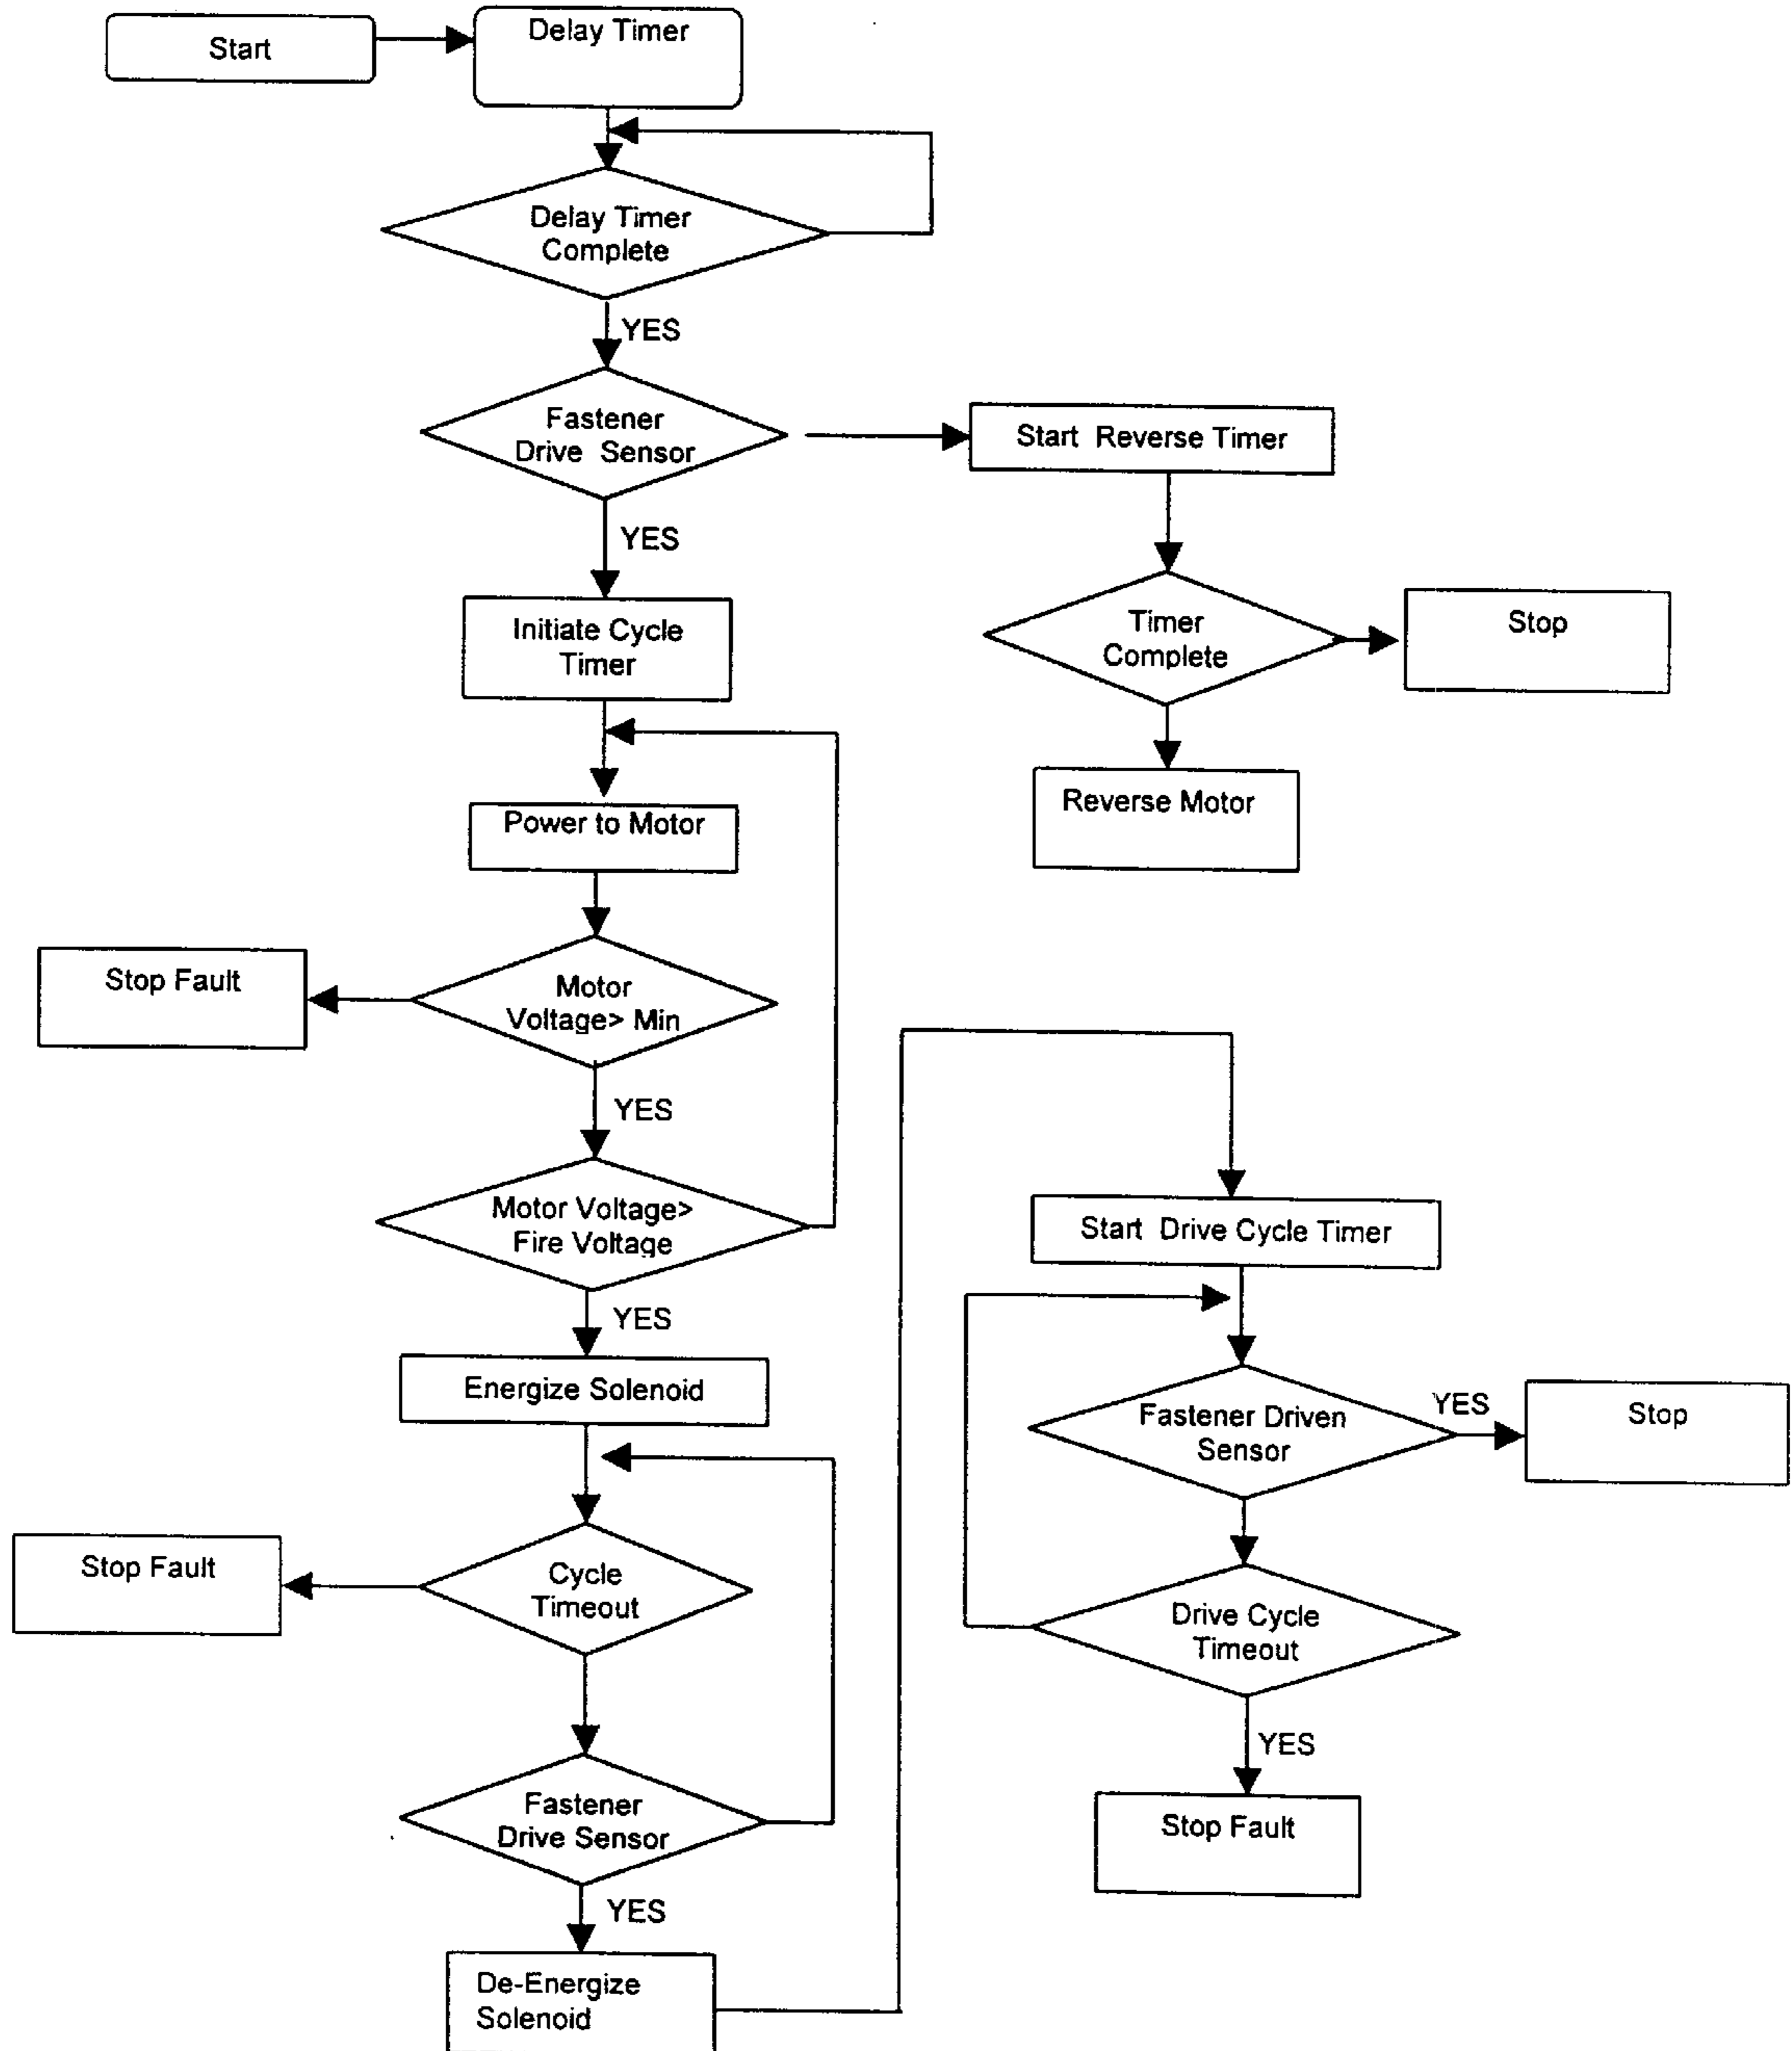 Start
Delay Timer
Delay Timer
Complete
YES
Fastener
Drive Sensor
Start Reverse Timer
YES
Initiate Cycle
Timer
Timer
Complete
Stop
Reverse Motor
Power to Motor
Stop Fault
Motor
Voltage> Min
YES
Motor Voltage>
Fire Voltage
YES
Energize Solenoid
Stop Fault
Cycle
Timeout
Fastener
Drive Sensor
YES
De-Energize
Solenoid
Start Drive Cycle Timer
Fastener Driven
Sensor
YES
Stop
Drive Cycle
Timeout
YES
Stop Fault